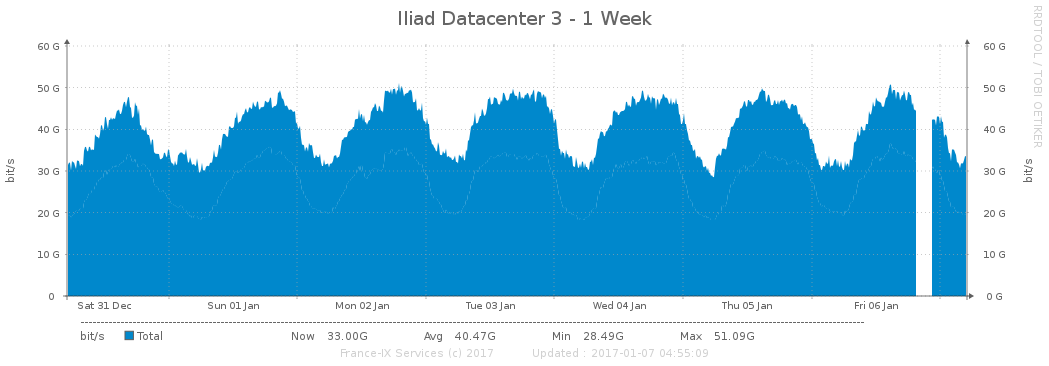 Iliad Datacenter 3 - 1 Week
RRDTOOL / TOBI OETIKER
bit/s
60 G 60 G
50 G 50 G
40 G 40 G
30 G 30 G
20 G 20 G
10 G 10 G
0 0 G
bit/s
Sat 31 Dec Sun 01 Jan Mon 02 Jan Tue 03 Jan Wed 04 Jan Thu 05 Jan Fri 06 Jan
bit/s Total Now 33.00G Avg 40.47G Min 28.49G Max 51.09G
France-IX Services (c) 2017 Updated : 2017-01-07 04:55:09